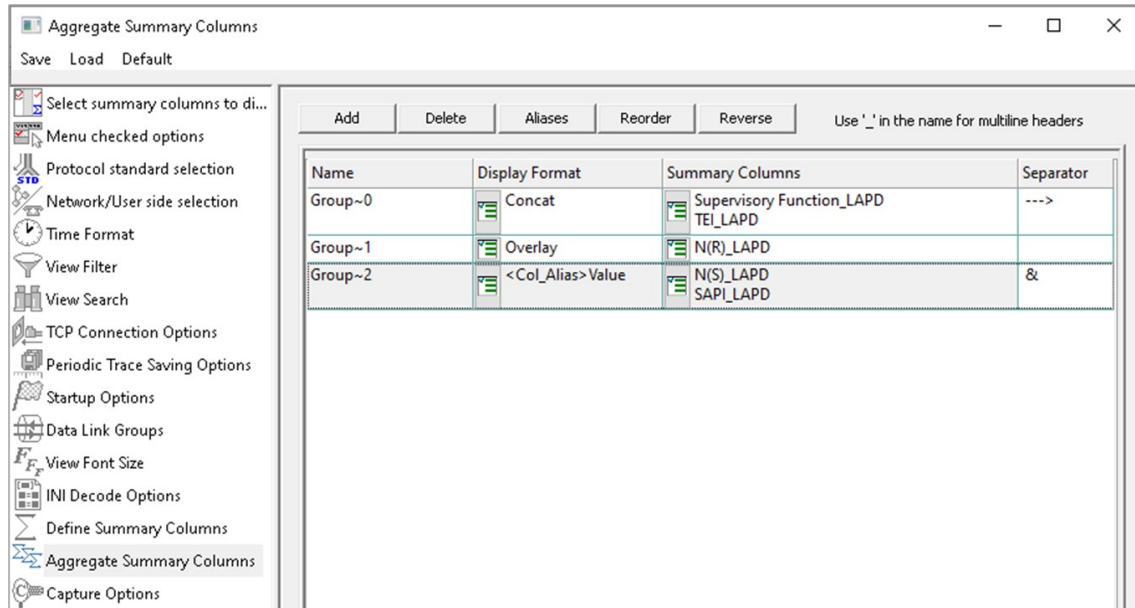 Aggregate Summary Columns
Save Load Default
Select summary columns to di...
Menu checked options
Protocol standard selection
Network/User side selection
Time Format
View Filter
View Search
TCP Connection Options
Periodic Trace Saving Options
Startup Options
Data Link Groups
View Font Size
INI Decode Options
Define Summary Columns
Aggregate Summary Columns
Capture Options
Add Delete Aliases Reorder Reverse Use '_' in the name for multiline headers
Name Display Format Summary Columns Separator
Group~0 Concat Supervisory Function_LAPD --->
TEI_LAPD
Group~1 Overlay N(R)_LAPD
Group~2 <Col_Alias>Value N(S)_LAPD &
SAPI_LAPD